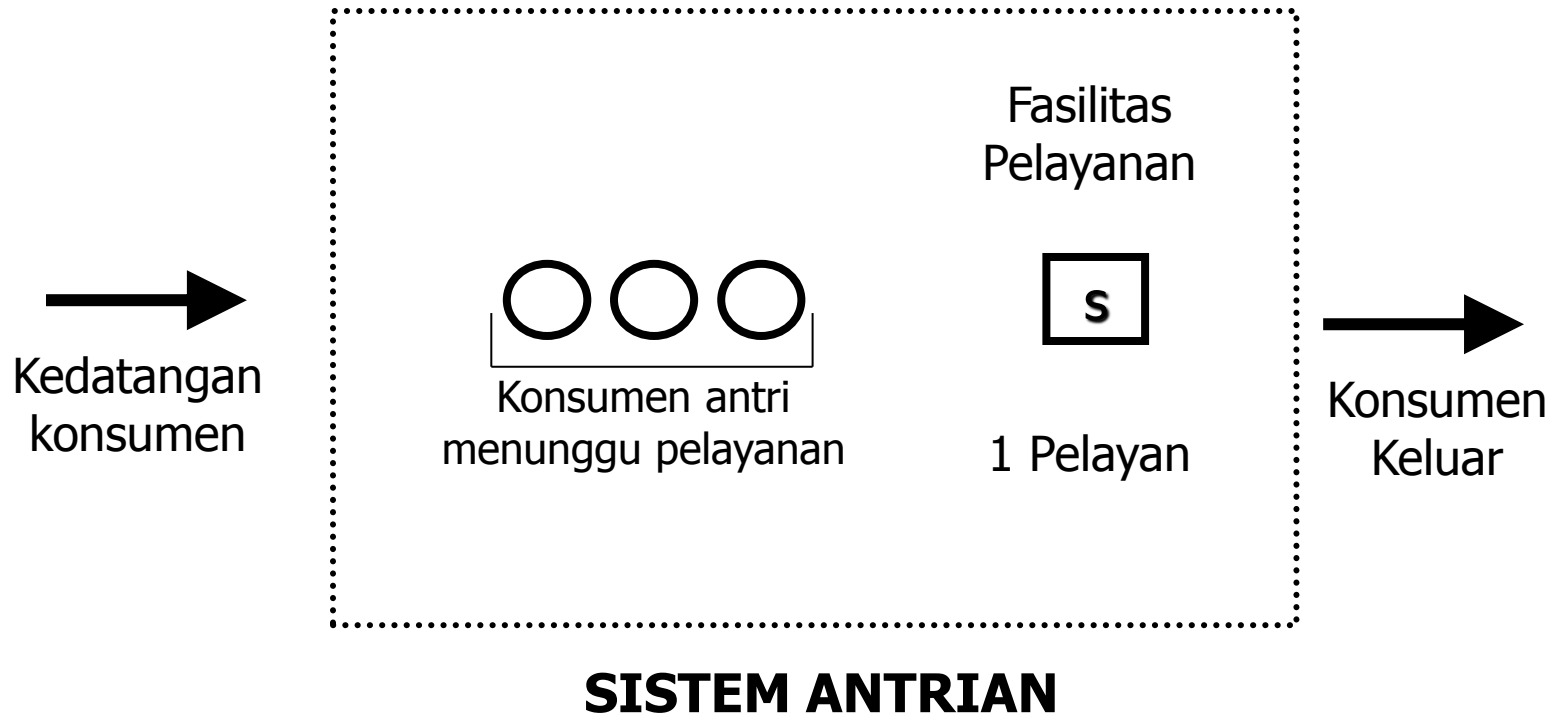 Fasilitas
Pelayanan
S
Kedatangan
konsumen
Konsumen antri
menunggu pelayanan
1 Pelayan
Konsumen
Keluar
SISTEM ANTRIAN